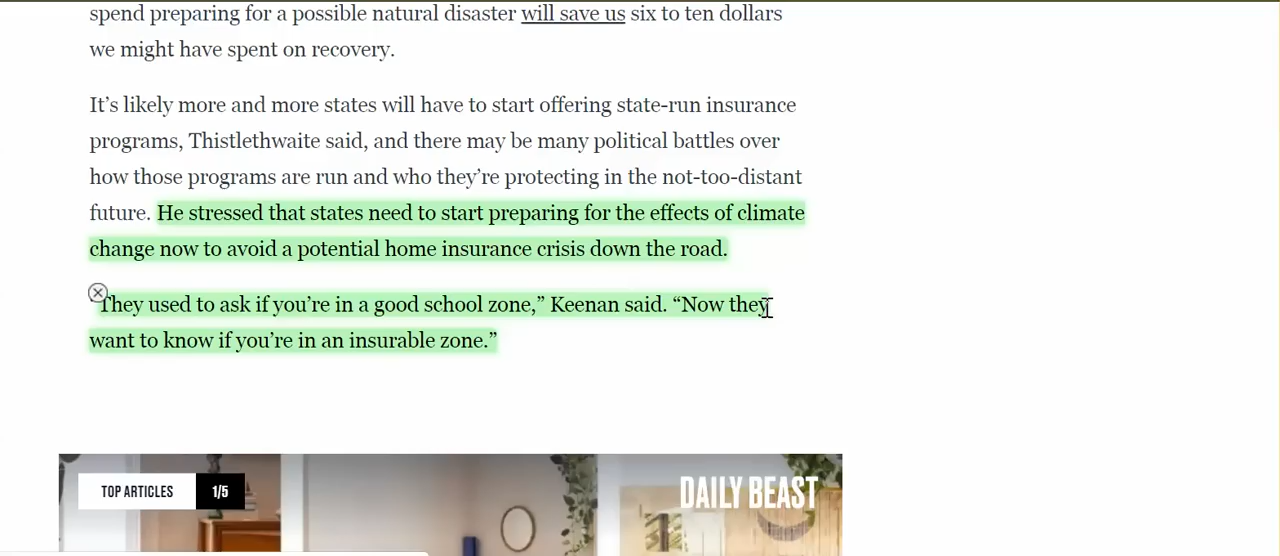 spend preparing for a possible natural disaster will save us six to ten dollars
we might have spent on recovery.
It’s likely more and more states will have to start offering state-run insurance
programs, Thistlethwaite said, and there may be many political battles over
how those programs are run and who they’re protecting in the not-too-distant
future. He stressed that states need to start preparing for the effects of climate
change now to avoid a potential home insurance crisis down the road.
“They used to ask if you’re in a good school zone,” Keenan said. “Now they
want to know if you’re in an insurable zone.”
TOP ARTICLES 1/5 DAILY BEAST